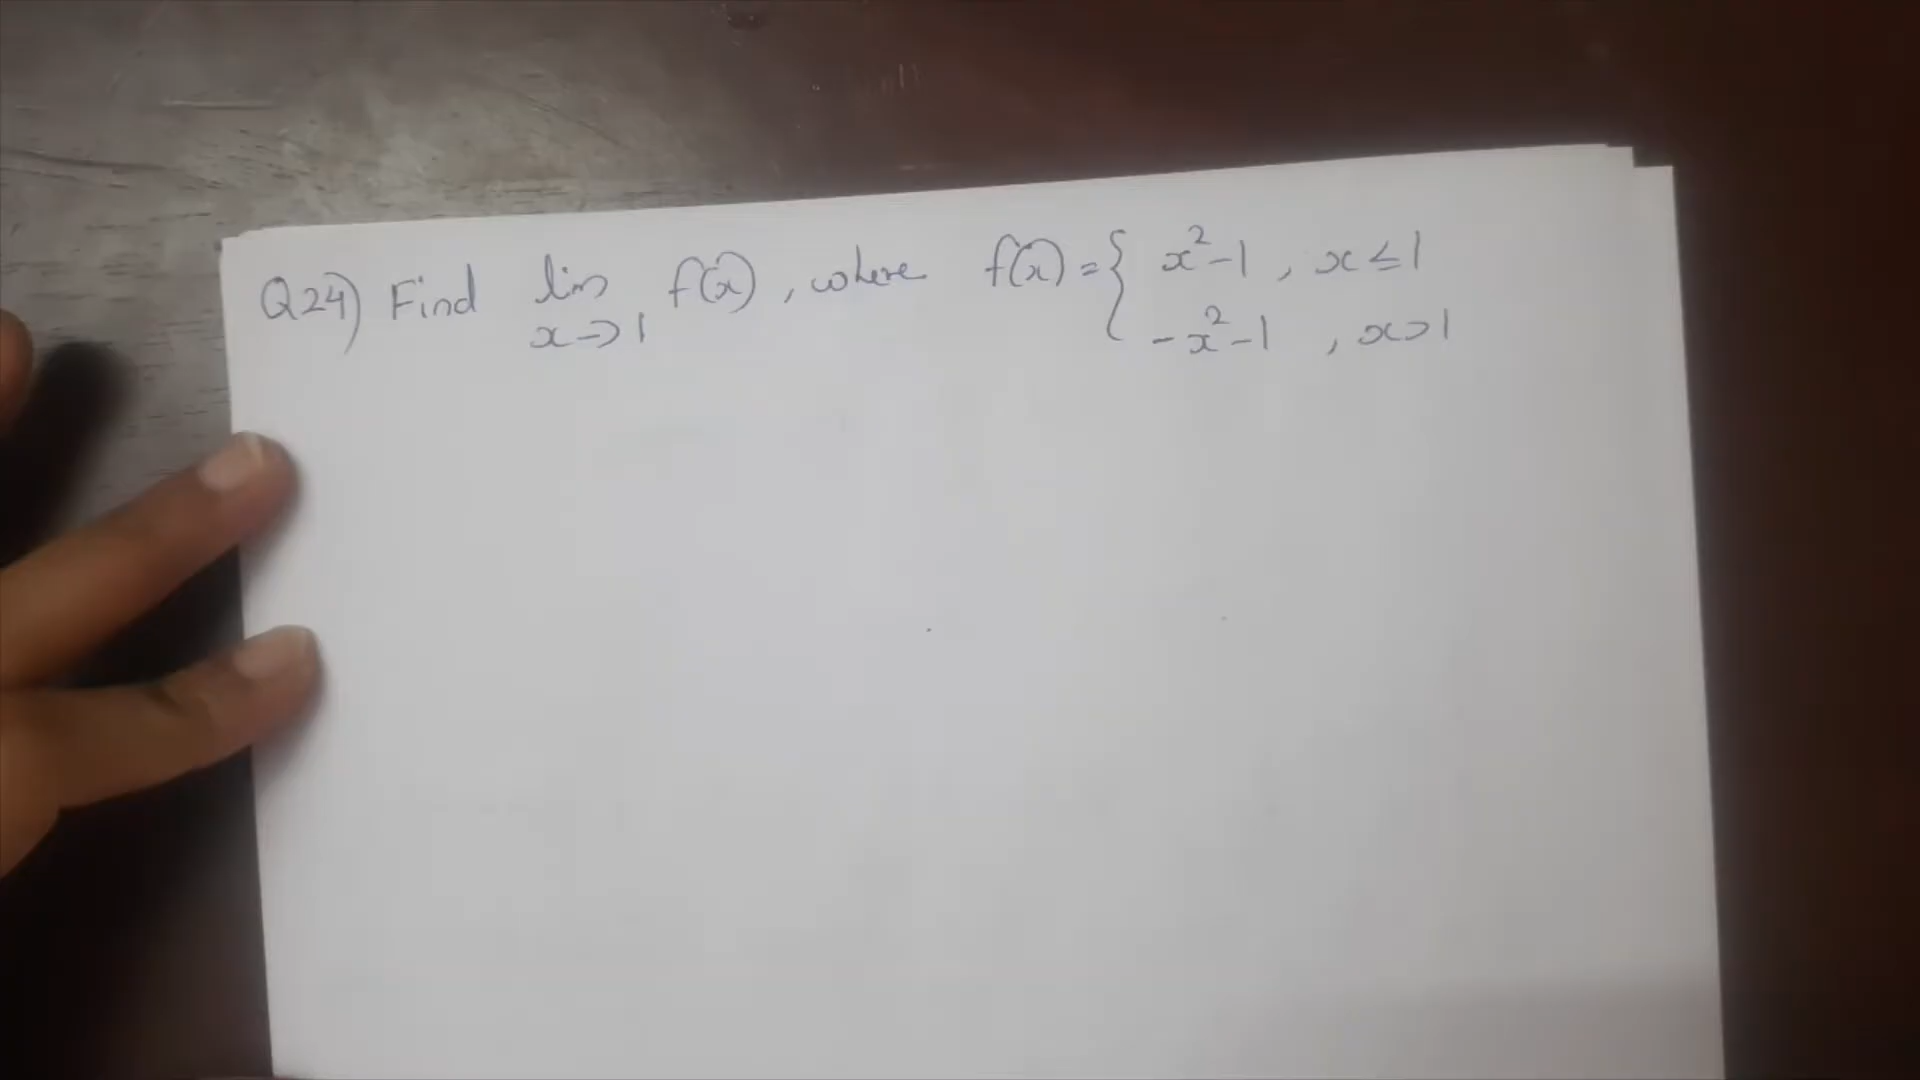 Q24) Find lim x→1 f(x), where f(x) = { x²-1 , x ≤ 1
-x²-1 , x>1